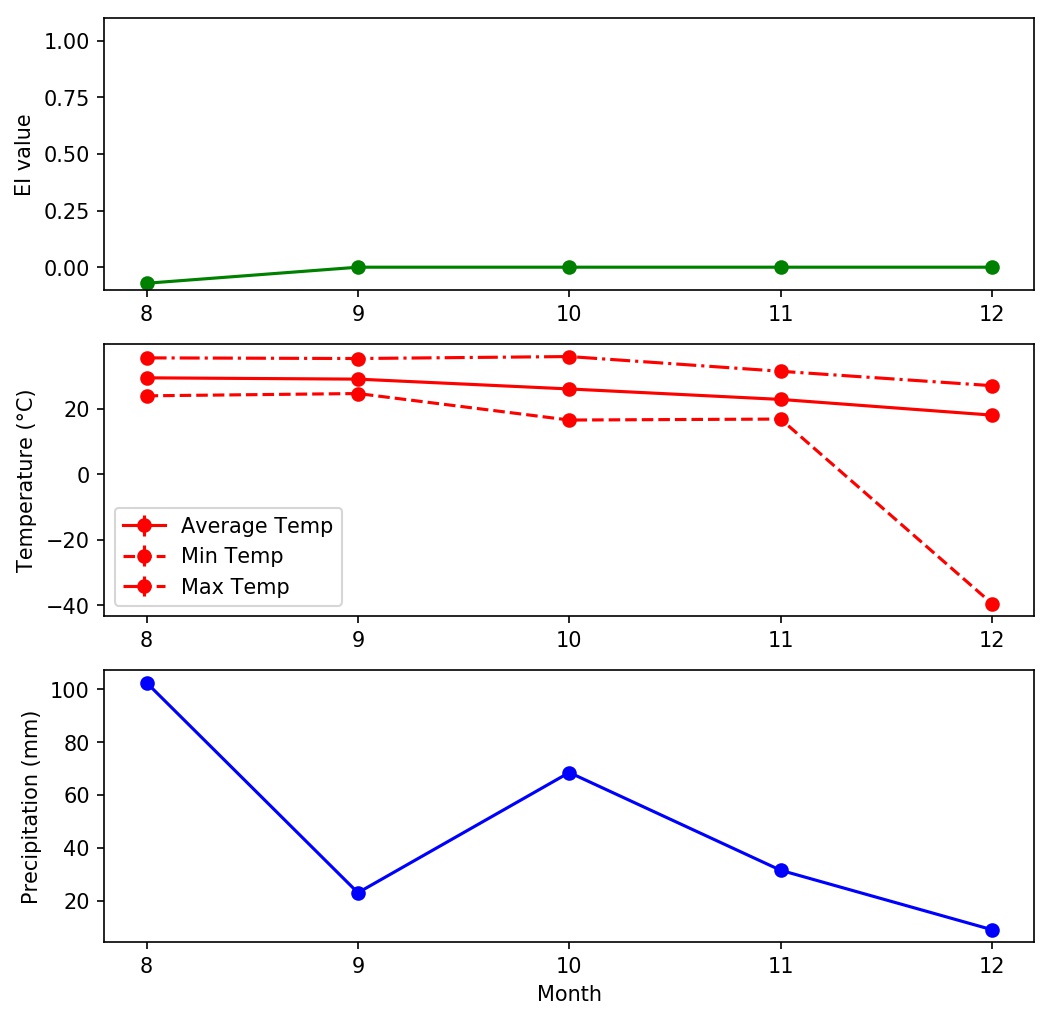 1.00
0.75
0.50
0.25
0.00
EI value
8 9 10 11 12
20
0
−20
−40
Temperature (°C)
Average Temp
Min Temp
Max Temp
8 9 10 11 12
100
80
60
40
20
Precipitation (mm)
8 9 10 11 12
Month